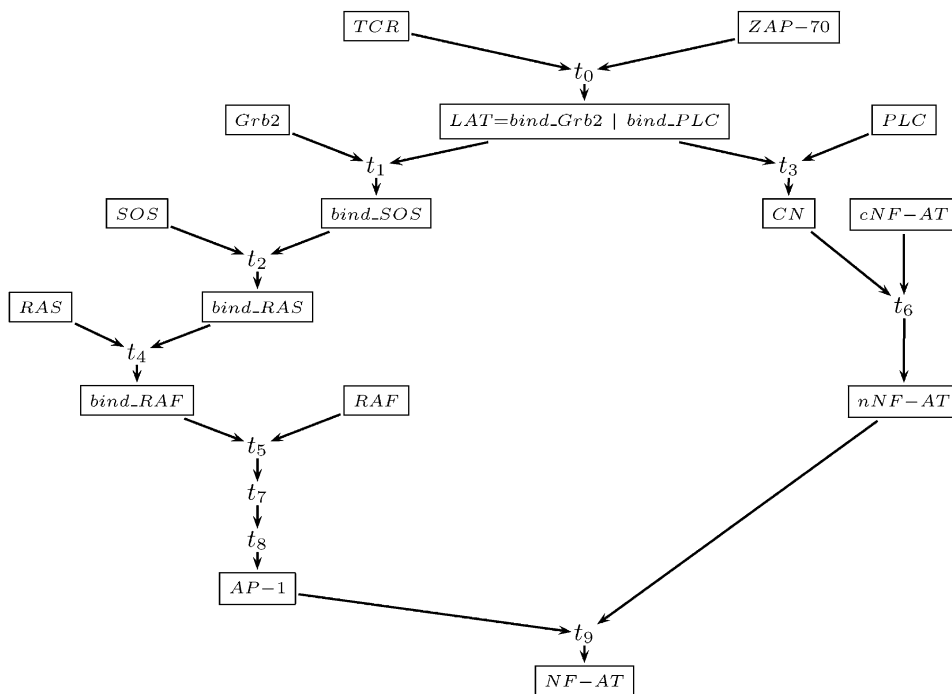 TCR ZAP−70
t0
Grb2 LAT=bind_Grb2 | bind_PLC PLC
t1 t3
SOS bind_SOS CN cNF−AT
t2
RAS bind_RAS t6
t4
bind_RAF RAF nNF−AT
t5
t7
t8
AP−1
t9
NF−AT